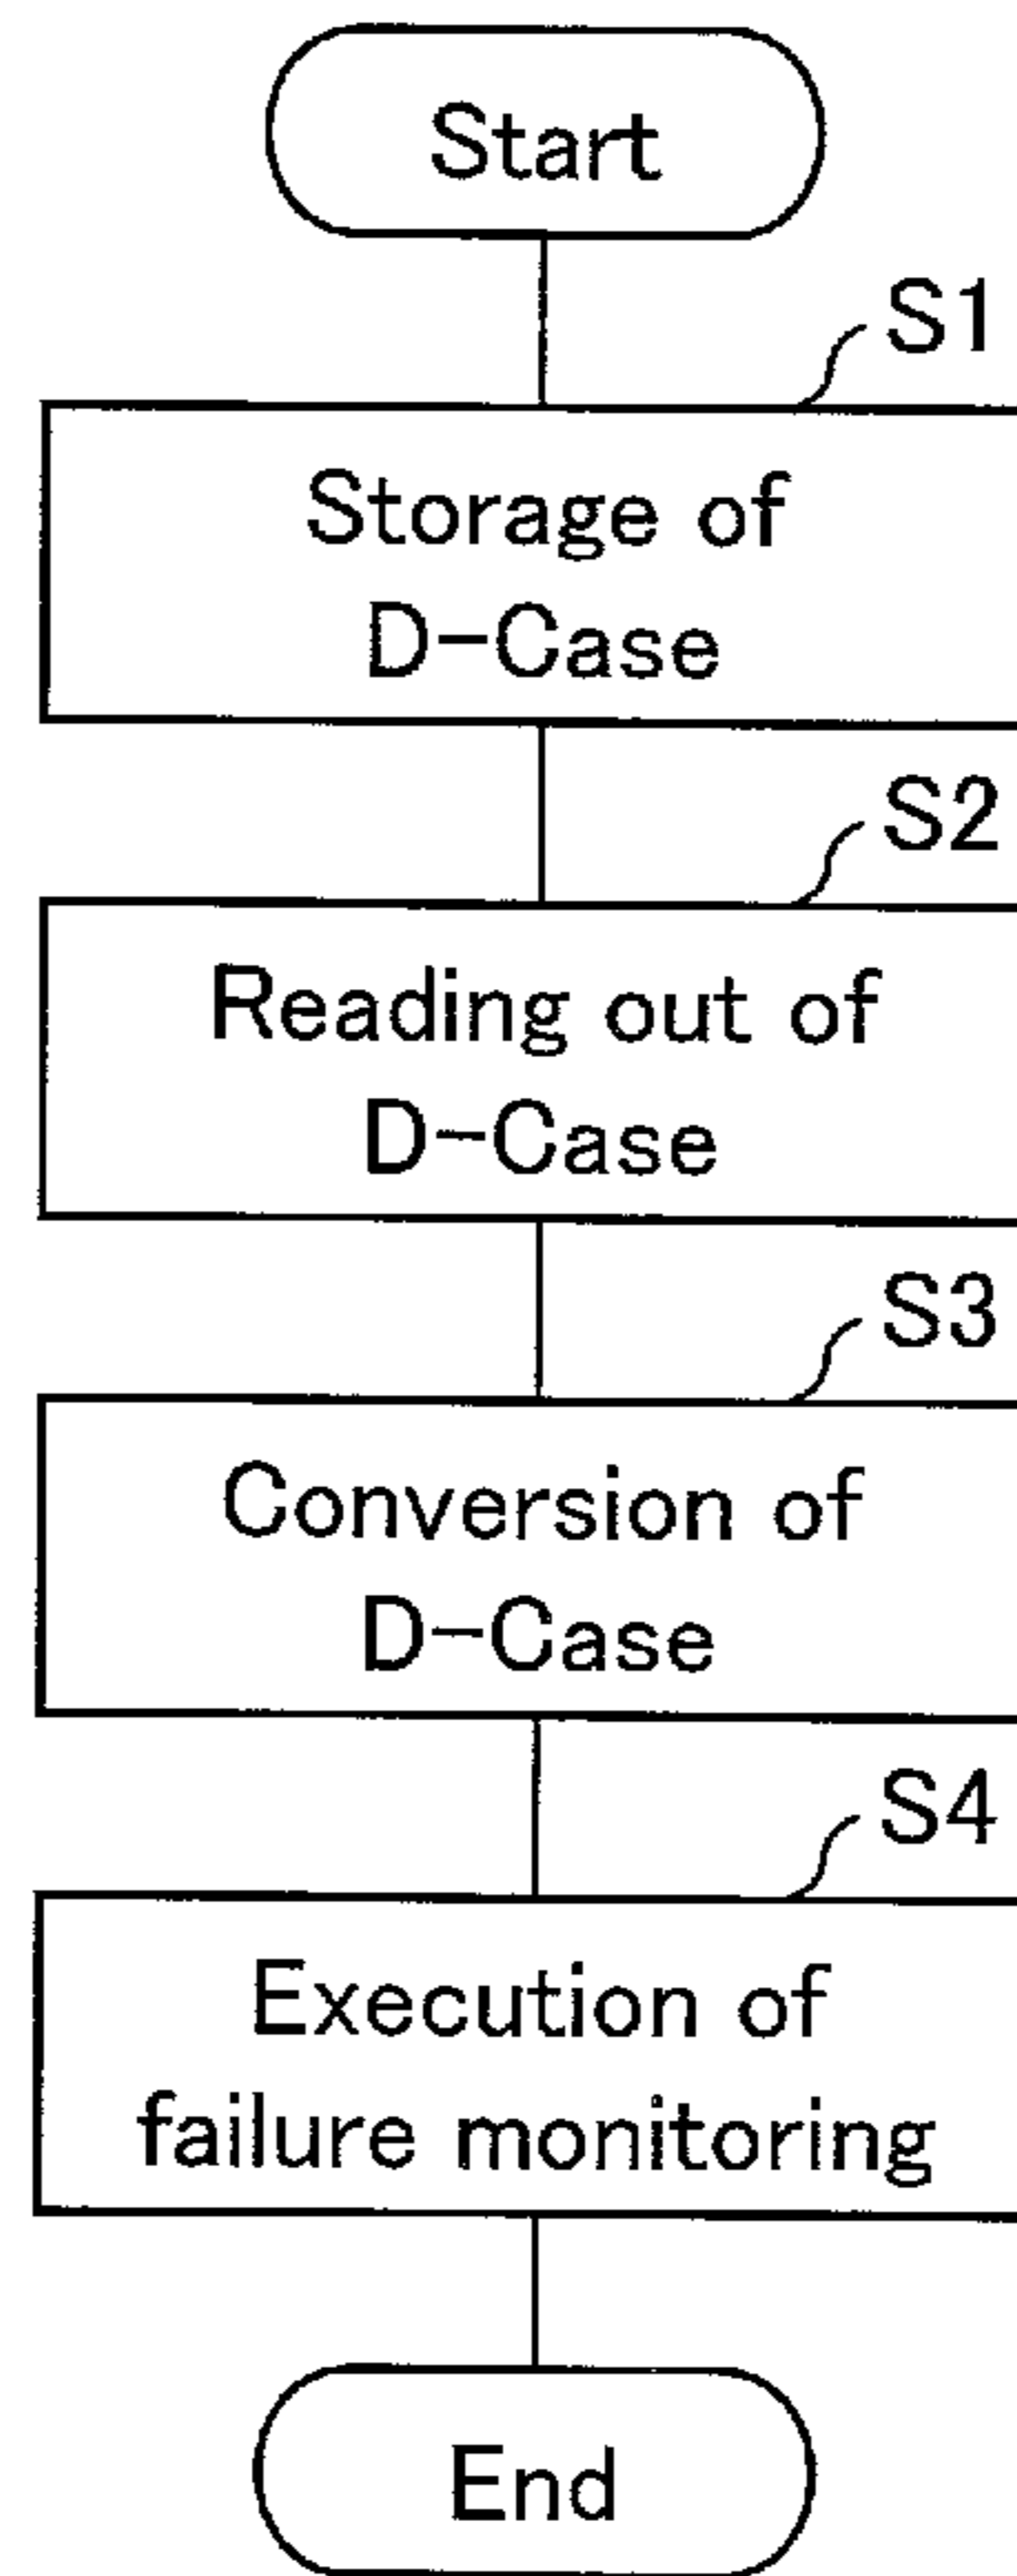 Start
S1
Storage of
D-Case
S2
Reading out of
D-Case
S3
Conversion of
D-Case
S4
Execution of
failure monitoring
End